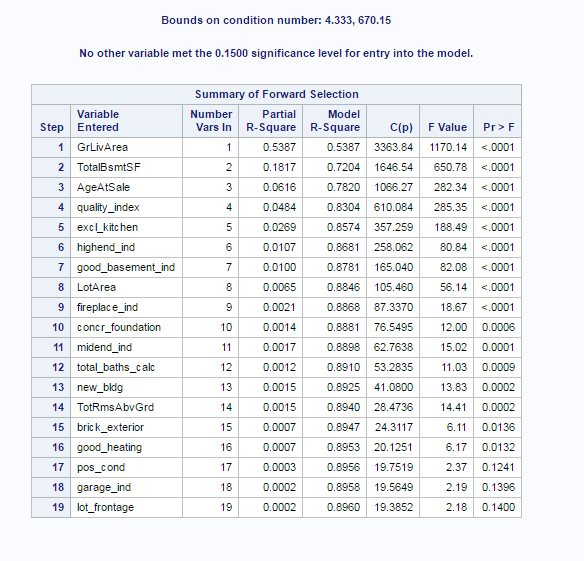 Bounds on condition number: 4.333, 670.15
No other variable met the 0.1500 significance level for entry into the model.
Summary of Forward Selection
Step Variable Entered Number Vars In Partial R-Square Model R-Square C(p) F Value Pr > F
1 GrLivArea 1 0.5387 0.5387 3363.84 1170.14 <.0001
2 TotalBsmtSF 2 0.1817 0.7204 1646.54 650.78 <.0001
3 AgeAtSale 3 0.0616 0.7820 1066.27 282.34 <.0001
4 quality_index 4 0.0484 0.8304 610.084 285.35 <.0001
5 excl_kitchen 5 0.0269 0.8574 357.259 188.49 <.0001
6 highend_ind 6 0.0107 0.8681 258.062 80.84 <.0001
7 good_basement_ind 7 0.0100 0.8781 165.040 82.08 <.0001
8 LotArea 8 0.0065 0.8846 105.460 56.14 <.0001
9 fireplace_ind 9 0.0021 0.8868 87.3370 18.67 <.0001
10 concr_foundation 10 0.0014 0.8881 76.5495 12.00 0.0006
11 midend_ind 11 0.0017 0.8898 62.7638 15.02 0.0001
12 total_baths_calc 12 0.0012 0.8910 53.2835 11.03 0.0009
13 new_bldg 13 0.0015 0.8925 41.0800 13.83 0.0002
14 TotRmsAbvGrd 14 0.0015 0.8940 28.4736 14.41 0.0002
15 brick_exterior 15 0.0007 0.8947 24.3117 6.11 0.0136
16 good_heating 16 0.0007 0.8953 20.1251 6.17 0.0132
17 pos_cond 17 0.0003 0.8956 19.7519 2.37 0.1241
18 garage_ind 18 0.0002 0.8958 19.5649 2.19 0.1396
19 lot_frontage 19 0.0002 0.8960 19.3852 2.18 0.1400